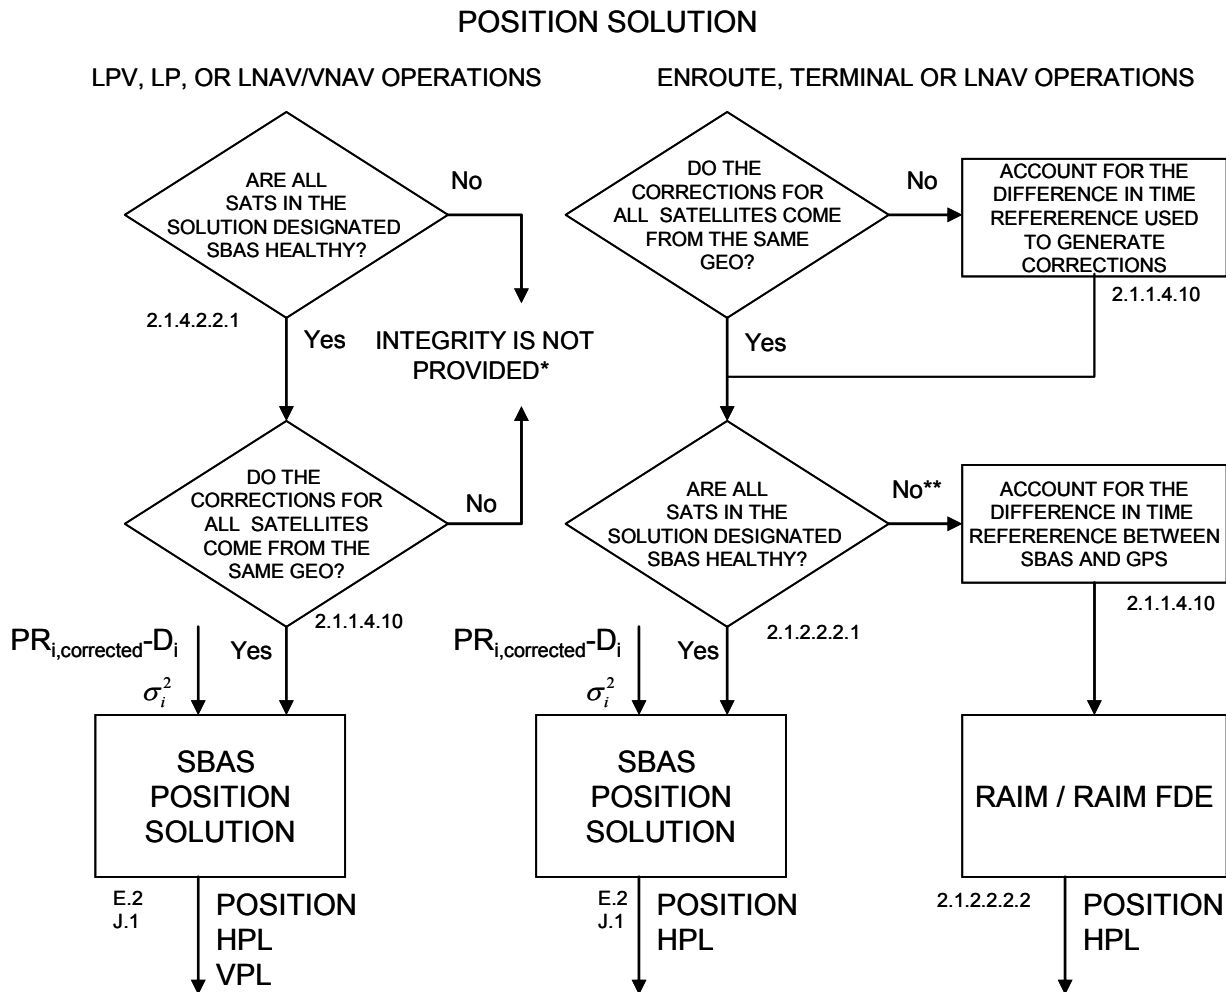 POSITION SOLUTION
LPV, LP, OR LNAV/VNAV OPERATIONS
ARE ALL
SATS IN THE
SOLUTION DESIGNATED
SBAS HEALTHY?
No
2.1.4.2.2.1
Yes
INTEGRITY IS NOT
PROVIDED*
DO THE
CORRECTIONS FOR
ALL SATELLITES
COME FROM THE
SAME GEO?
No
2.1.1.4.10
Yes
PRi,corrected-Di
σi²
SBAS
POSITION
SOLUTION
E.2
J.1
POSITION
HPL
VPL
ENROUTE, TERMINAL OR LNAV OPERATIONS
DO THE
CORRECTIONS FOR
ALL SATELLITES COME
FROM THE SAME
GEO?
No
ACCOUNT FOR THE
DIFFERENCE IN TIME
REFERERENCE USED
TO GENERATE
CORRECTIONS
2.1.1.4.10
Yes
ARE ALL
SATS IN THE
SOLUTION DESIGNATED
SBAS HEALTHY?
No**
ACCOUNT FOR THE
DIFFERENCE IN TIME
REFERERENCE BETWEEN
SBAS AND GPS
2.1.1.4.10
2.1.2.2.2.1
Yes
PRi,corrected-Di
σi²
SBAS
POSITION
SOLUTION
E.2
J.1
POSITION
HPL
RAIM / RAIM FDE
2.1.2.2.2.2
POSITION
HPL